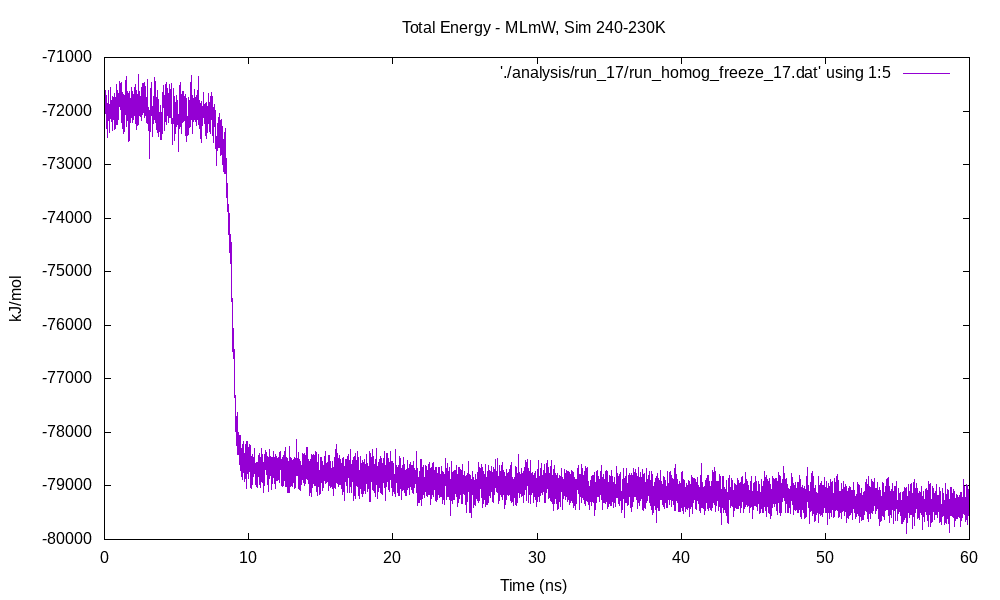 Total Energy - MLmW, Sim 240-230K
'./analysis/run_17/run_homog_freeze_17.dat' using 1:5
-71000
-72000
-73000
-74000
-75000
-76000
-77000
-78000
-79000
-80000
kJ/mol
0 10 20 30 40 50 60
Time (ns)